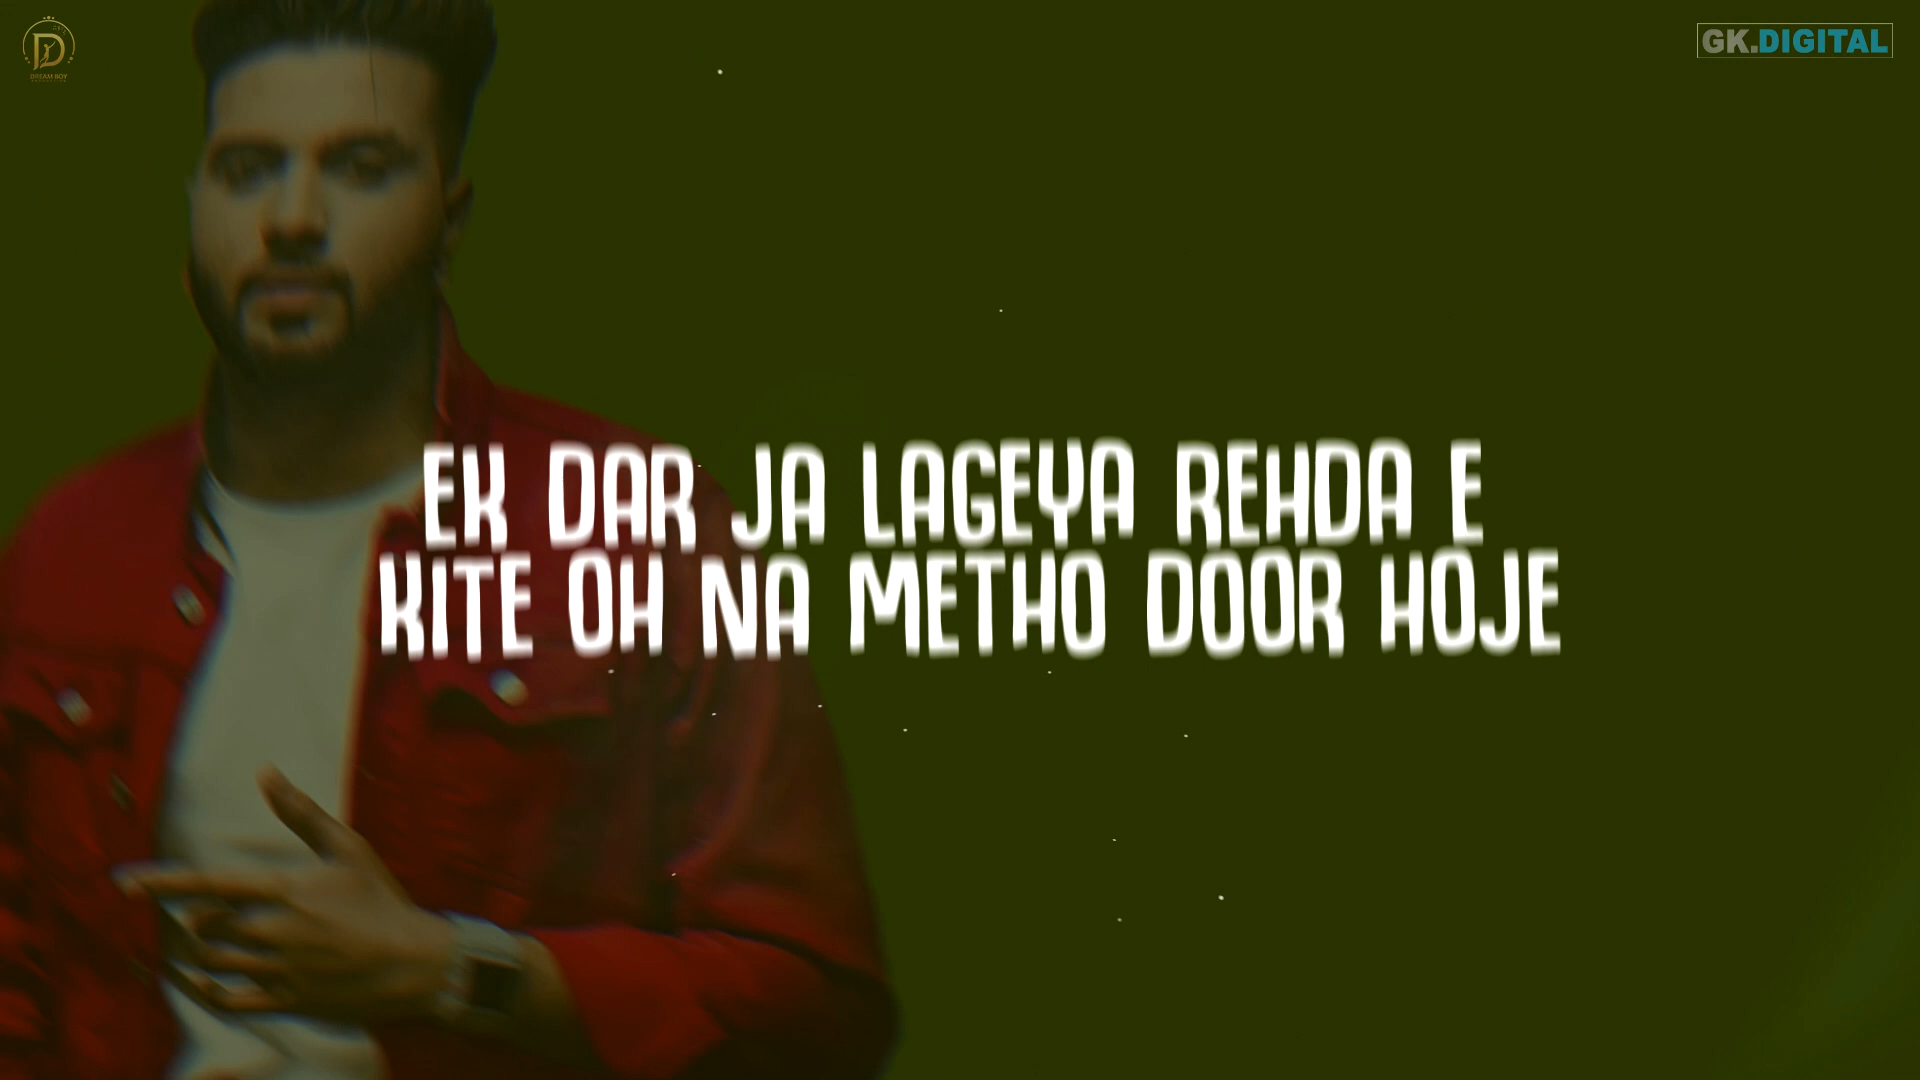 DREAM BOY
GK.DIGITAL
EK DAR JA LAGEYA REHDA E
KITE OH NA METHO DOOR HOJE